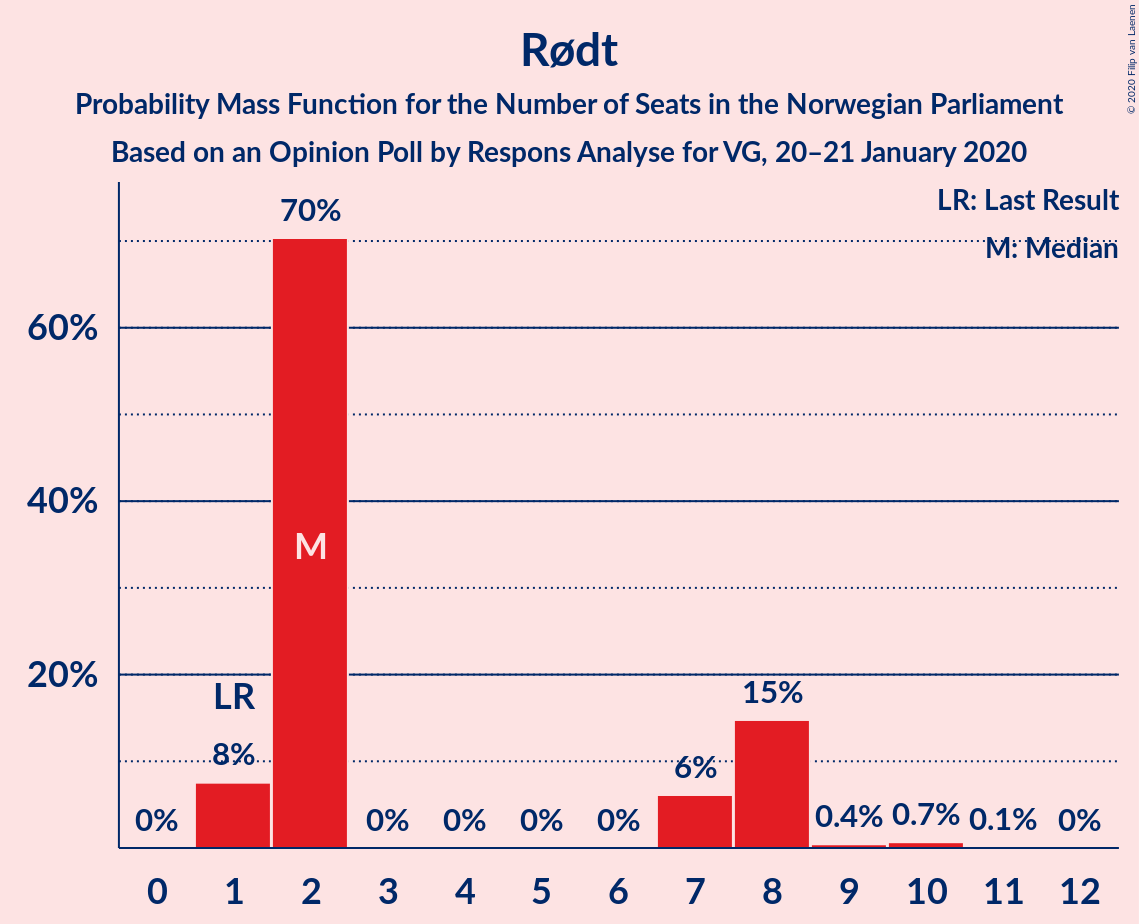 Rødt
Probability Mass Function for the Number of Seats in the Norwegian Parliament
Based on an Opinion Poll by Respons Analyse for VG, 20–21 January 2020
© 2020 Filip van Laenen
LR: Last Result
M: Median
70%
60%
40%
M
20%
LR
15%
8%
6%
0%
0%
0%
0%
0%
0.4%
0.7%
0.1%
0%
0 1 2 3 4 5 6 7 8 9 10 11 12